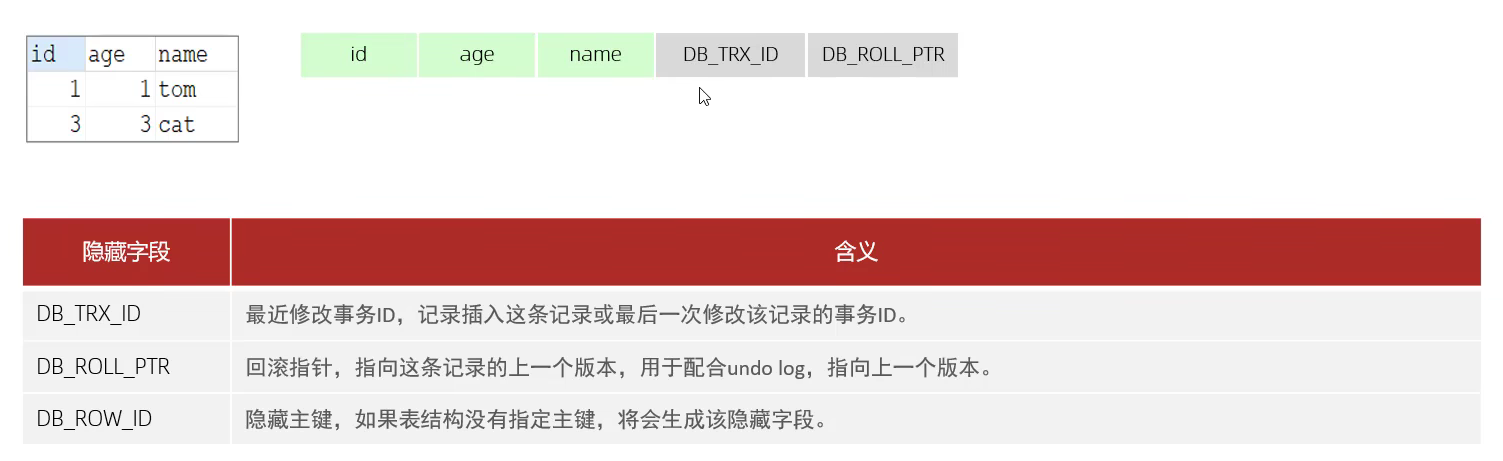 id age name id age name DB_TRX_ID DB_ROLL_PTR
1 1 tom
3 3 cat
隐藏字段 含义
DB_TRX_ID 最近修改事务ID，记录插入这条记录或最后一次修改该记录的事务ID。
DB_ROLL_PTR 回滚指针，指向这条记录的上一个版本，用于配合undo log，指向上一个版本。
DB_ROW_ID 隐藏主键，如果表结构没有指定主键，将会生成该隐藏字段。